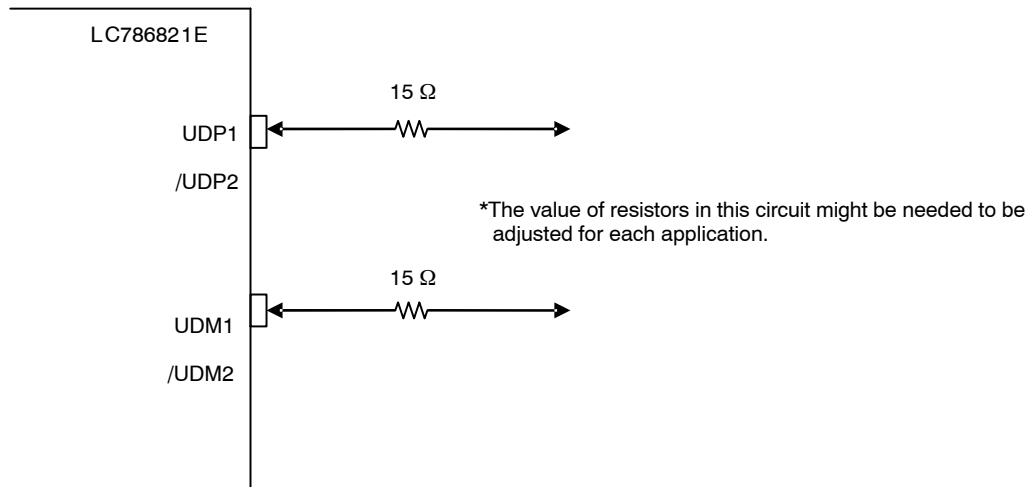 LC786821E
15 Ω
UDP1
/UDP2
*The value of resistors in this circuit might be needed to be
adjusted for each application.
15 Ω
UDM1
/UDM2